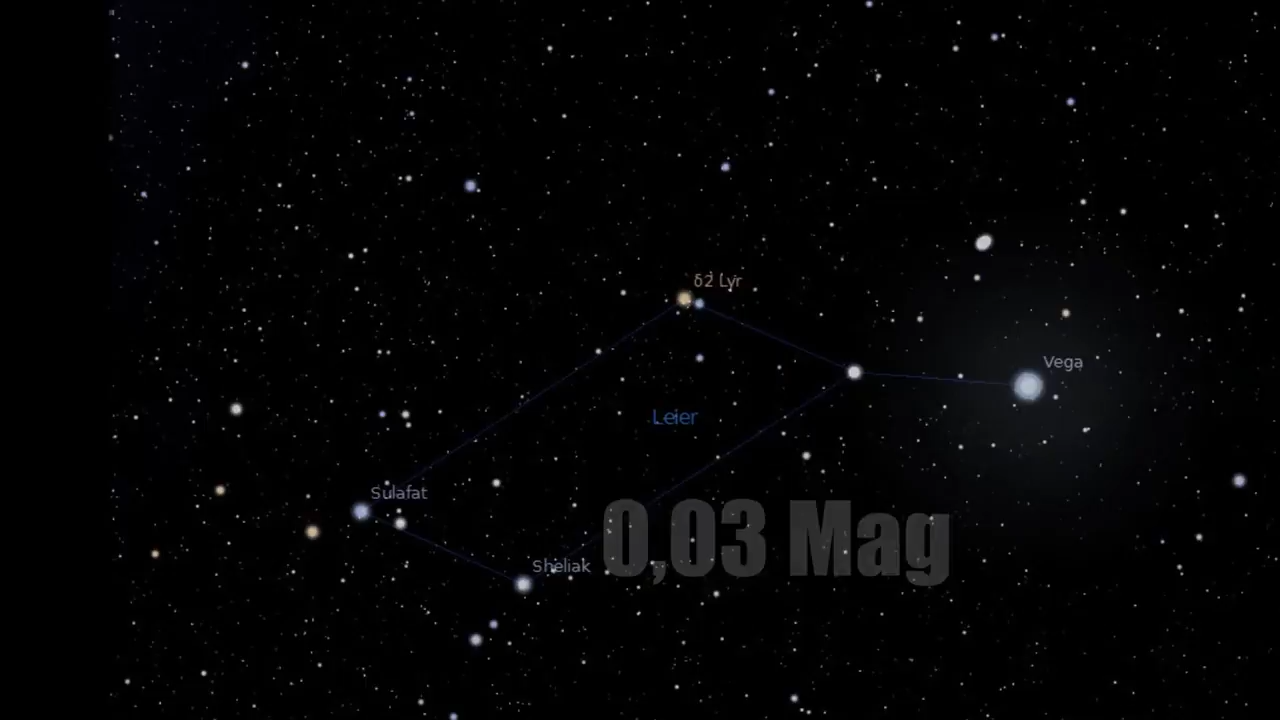 δ2 Lyr
Vega
Leier
Sulafat
Sheliak
0,03 Mag